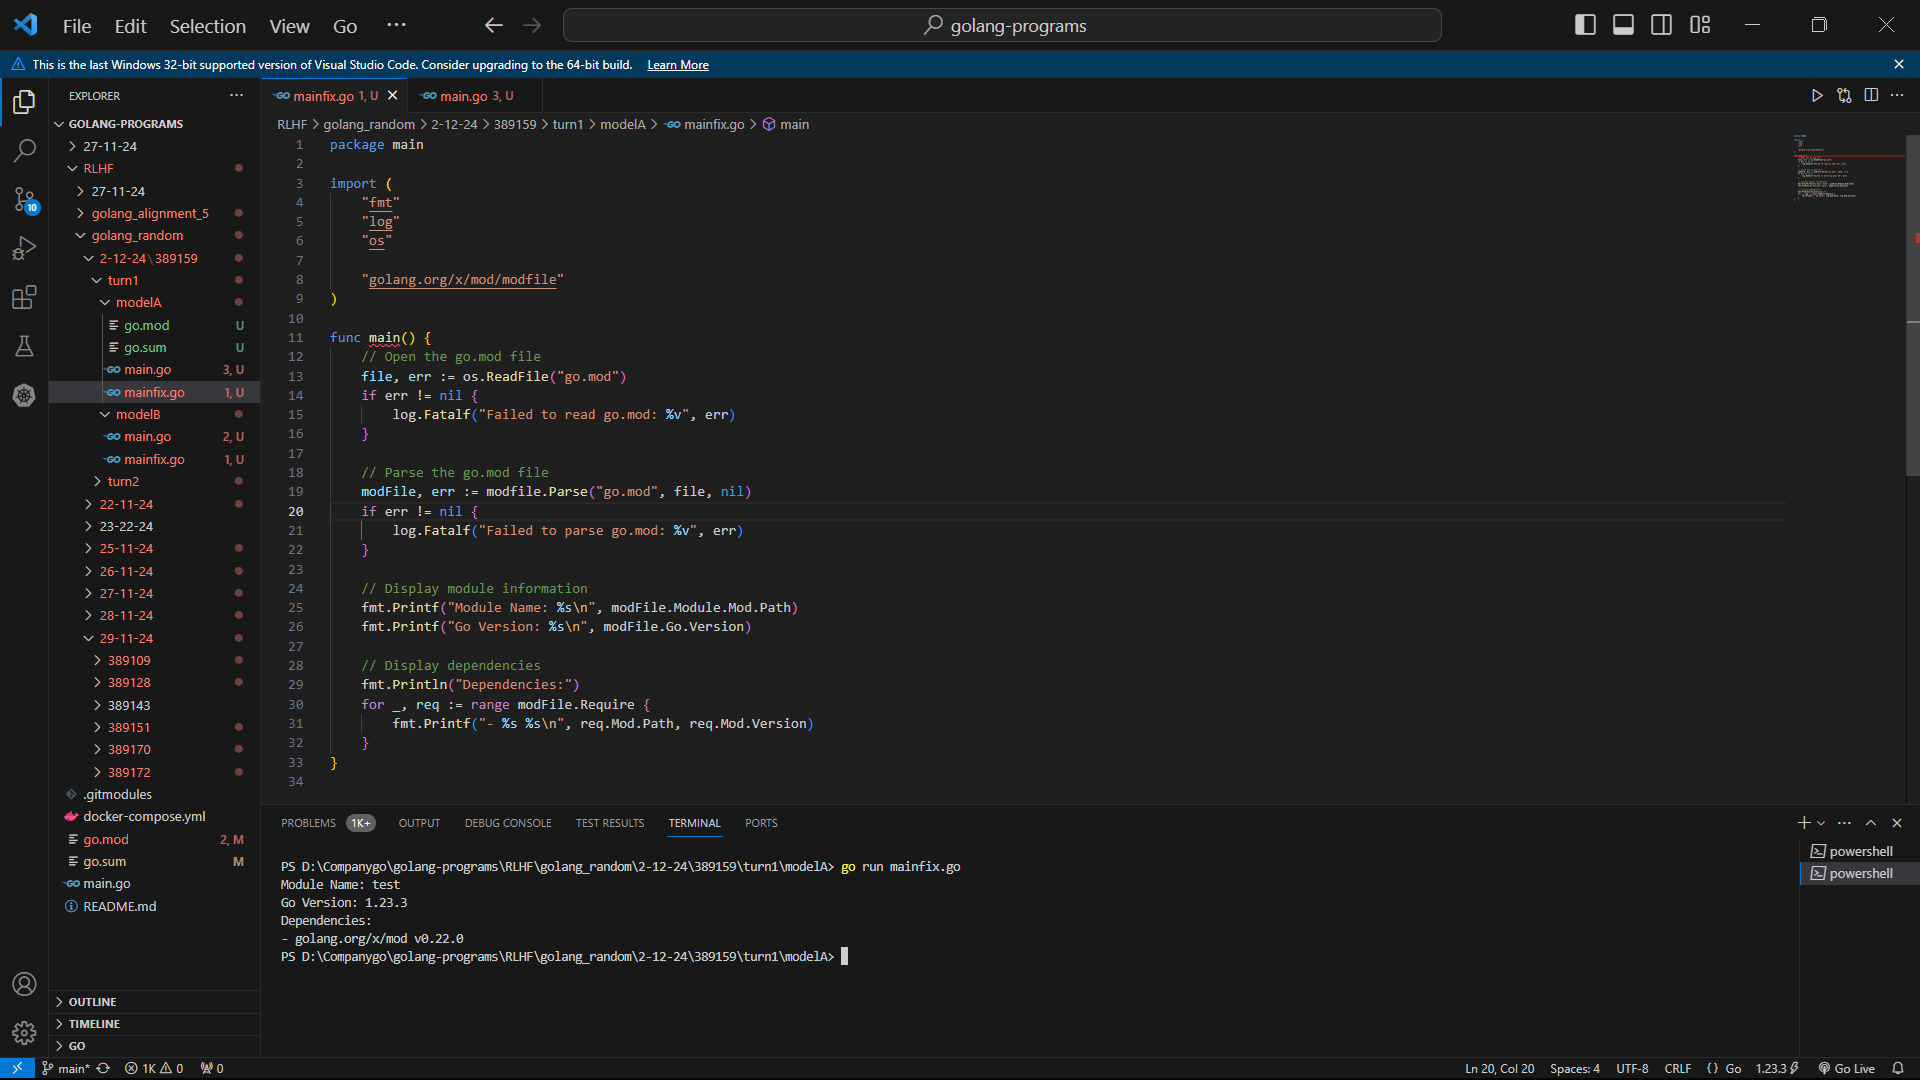 File Edit Selection View Go ··· golang-programs
This is the last Windows 32-bit supported version of Visual Studio Code. Consider upgrading to the 64-bit build. Learn More
EXPLORER
GOLANG-PROGRAMS
27-11-24
RLHF
27-11-24
golang_alignment_5
golang_random
2-12-24\389159
turn1
modelA
go.mod U
go.sum U
main.go 3, U
mainfix.go 1, U
modelB
main.go 2, U
mainfix.go 1, U
turn2
22-11-24
23-22-24
25-11-24
26-11-24
27-11-24
28-11-24
29-11-24
389109
389128
389143
389151
389170
389172
.gitmodules
docker-compose.yml
go.mod 2, M
go.sum M
main.go
README.md
OUTLINE
TIMELINE
GO
10
mainfix.go 1, U main.go 3, U
RLHF > golang_random > 2-12-24 > 389159 > turn1 > modelA > mainfix.go > main
1 package main
2
3 import (
4 "fmt"
5 "log"
6 "os"
7
8 "golang.org/x/mod/modfile"
9 )
10
11 func main() {
12 // Open the go.mod file
13 file, err := os.ReadFile("go.mod")
14 if err != nil {
15 log.Fatalf("Failed to read go.mod: %v", err)
16 }
17
18 // Parse the go.mod file
19 modFile, err := modfile.Parse("go.mod", file, nil)
20 if err != nil {
21 log.Fatalf("Failed to parse go.mod: %v", err)
22 }
23
24 // Display module information
25 fmt.Printf("Module Name: %s\n", modFile.Module.Mod.Path)
26 fmt.Printf("Go Version: %s\n", modFile.Go.Version)
27
28 // Display dependencies
29 fmt.Println("Dependencies:")
30 for _, req := range modFile.Require {
31 fmt.Printf("- %s %s\n", req.Mod.Path, req.Mod.Version)
32 }
33 }
34
PROBLEMS 1K+ OUTPUT DEBUG CONSOLE TEST RESULTS TERMINAL PORTS
PS D:\Companygo\golang-programs\RLHF\golang_random\2-12-24\389159\turn1\modelA> go run mainfix.go
Module Name: test
Go Version: 1.23.3
Dependencies:
- golang.org/x/mod v0.22.0
PS D:\Companygo\golang-programs\RLHF\golang_random\2-12-24\389159\turn1\modelA>
powershell
powershell
main* 1K 0 0 Ln 20, Col 20 Spaces: 4 UTF-8 CRLF {} Go 1.23.3 Go Live